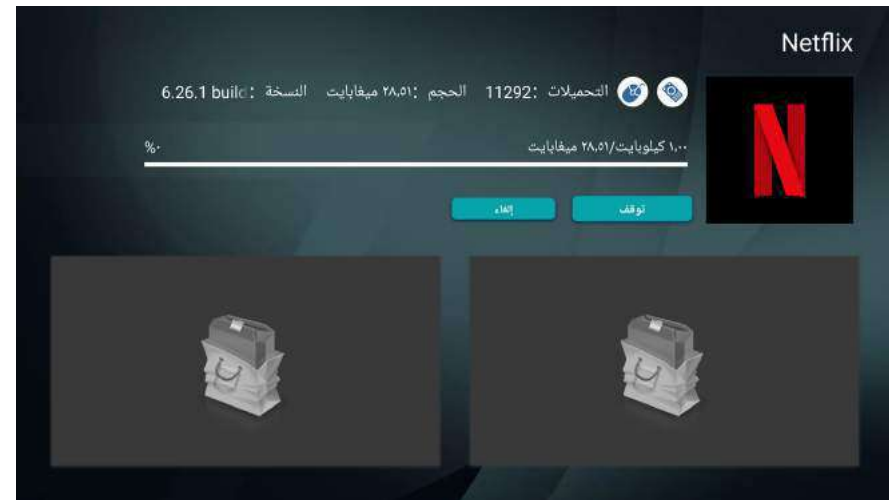 Netflix
التحميلات :11292 الحجم :٢٨,٥١ ميغابايت النسخة :6.26.1 build
١,٠٠ كيلوبايت/٢٨,٥١ ميغابايت ٠%
توقف إلغاء